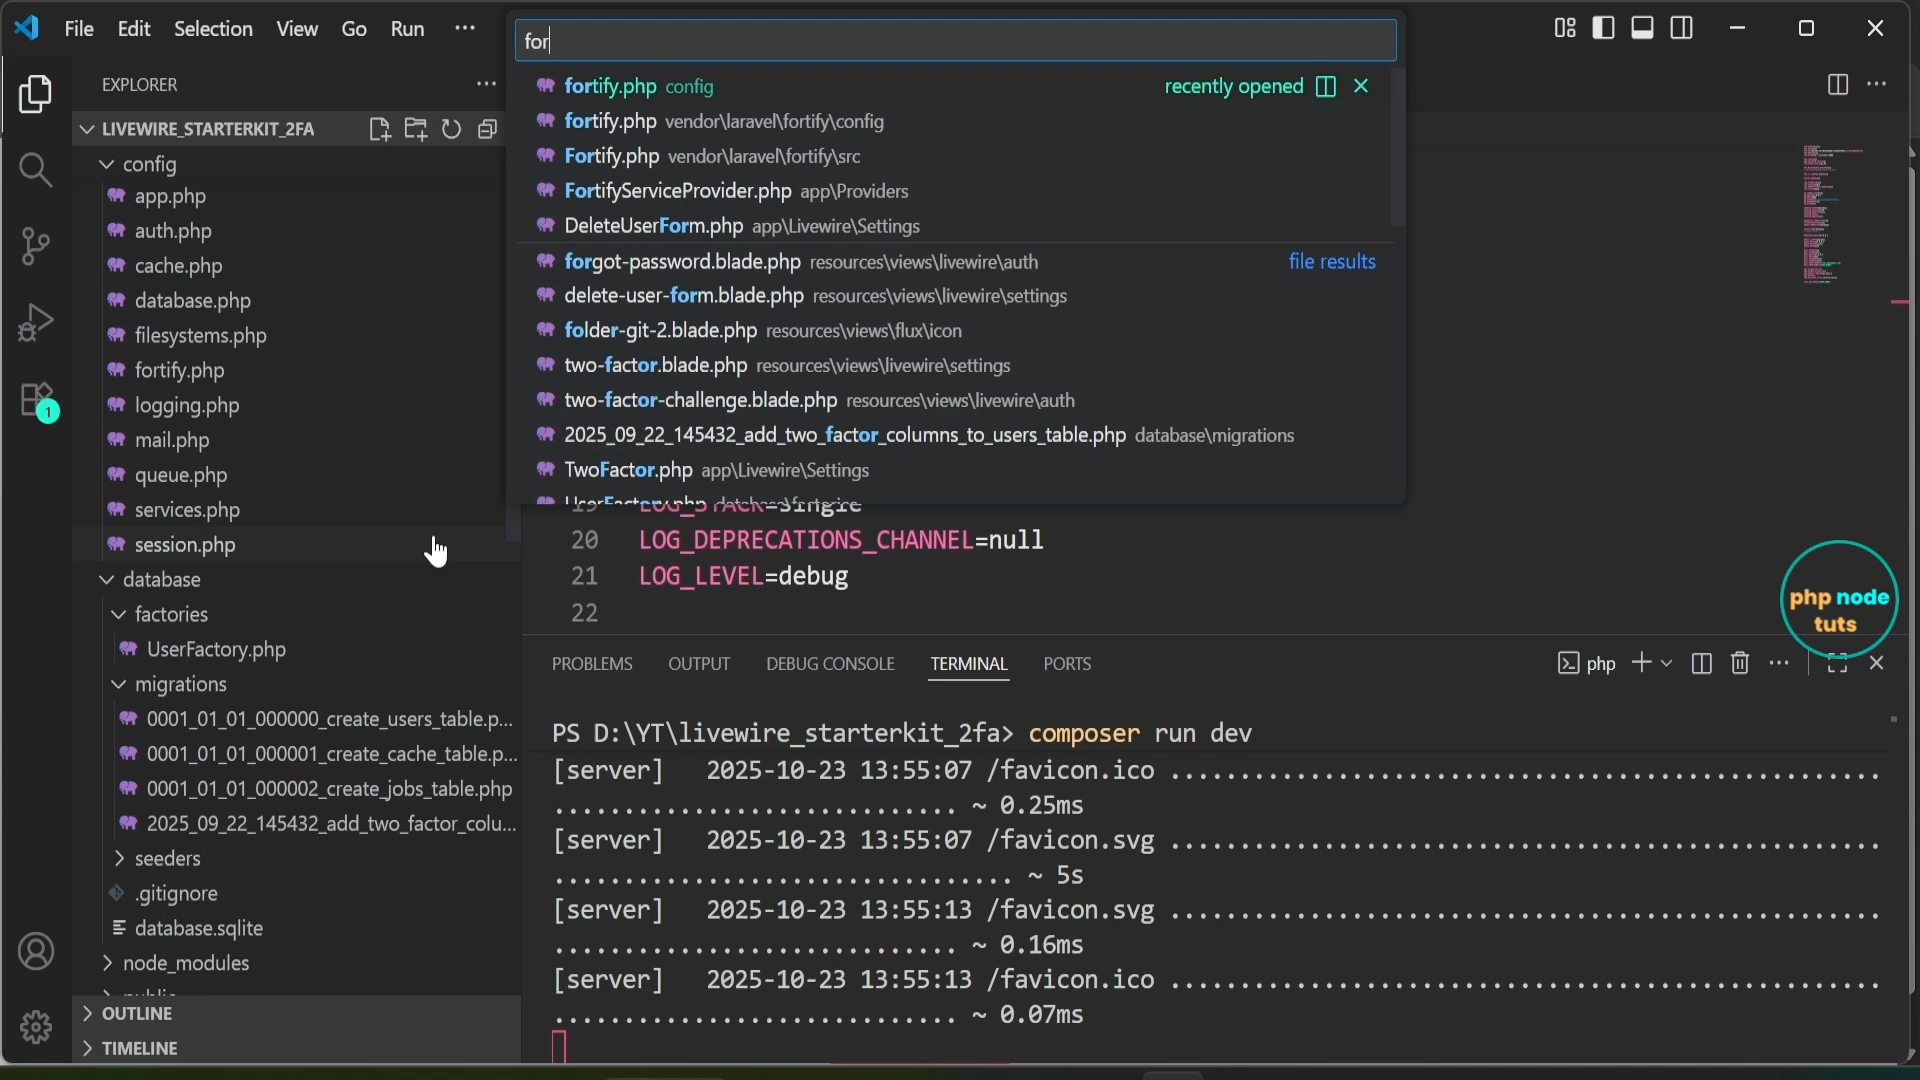 File Edit Selection View Go Run ···
for
EXPLORER
LIVEWIRE_STARTERKIT_2FA
config
app.php
auth.php
cache.php
database.php
filesystems.php
fortify.php
logging.php
mail.php
queue.php
services.php
session.php
database
factories
UserFactory.php
migrations
0001_01_01_000000_create_users_table.p...
0001_01_01_000001_create_cache_table.p...
0001_01_01_000002_create_jobs_table.php
2025_09_22_145432_add_two_factor_colu...
seeders
.gitignore
database.sqlite
node_modules
public
OUTLINE
TIMELINE
1
fortify.php config recently opened
fortify.php vendor\laravel\fortify\config
Fortify.php vendor\laravel\fortify\src
FortifyServiceProvider.php app\Providers
DeleteUserForm.php app\Livewire\Settings
forgot-password.blade.php resources\views\livewire\auth file results
delete-user-form.blade.php resources\views\livewire\settings
folder-git-2.blade.php resources\views\flux\icon
two-factor.blade.php resources\views\livewire\settings
two-factor-challenge.blade.php resources\views\livewire\auth
2025_09_22_145432_add_two_factor_columns_to_users_table.php database\migrations
TwoFactor.php app\Livewire\Settings
UserFactory.php database\factories
19 LOG_STACK=single
20 LOG_DEPRECATIONS_CHANNEL=null
21 LOG_LEVEL=debug
22
php node
tuts
PROBLEMS OUTPUT DEBUG CONSOLE TERMINAL PORTS php
PS D:\YT\livewire_starterkit_2fa> composer run dev
[server] 2025-10-23 13:55:07 /favicon.ico ..................................................
............................. ~ 0.25ms
[server] 2025-10-23 13:55:07 /favicon.svg ..................................................
................................. ~ 5s
[server] 2025-10-23 13:55:13 /favicon.svg ..................................................
............................. ~ 0.16ms
[server] 2025-10-23 13:55:13 /favicon.ico ..................................................
............................. ~ 0.07ms